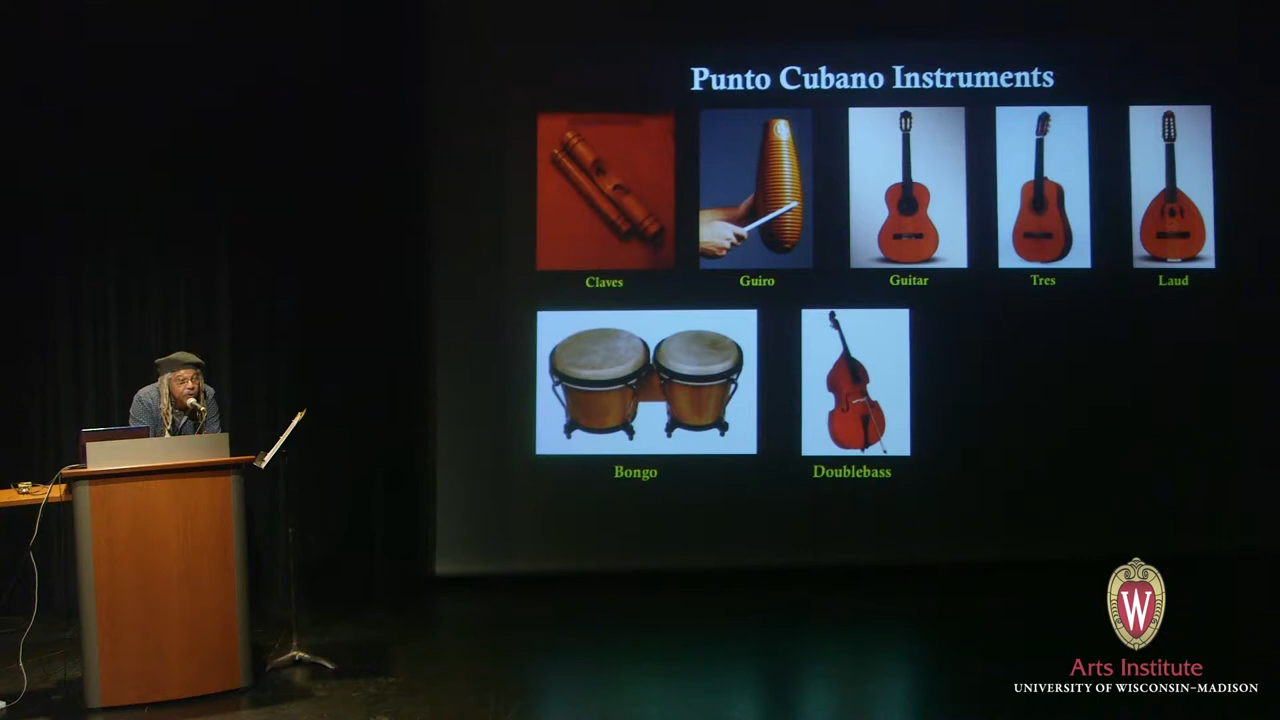 Punto Cubano Instruments
Claves
Guiro
Guitar
Tres
Laud
Bongo
Doublebass
W
Arts Institute
UNIVERSITY OF WISCONSIN–MADISON